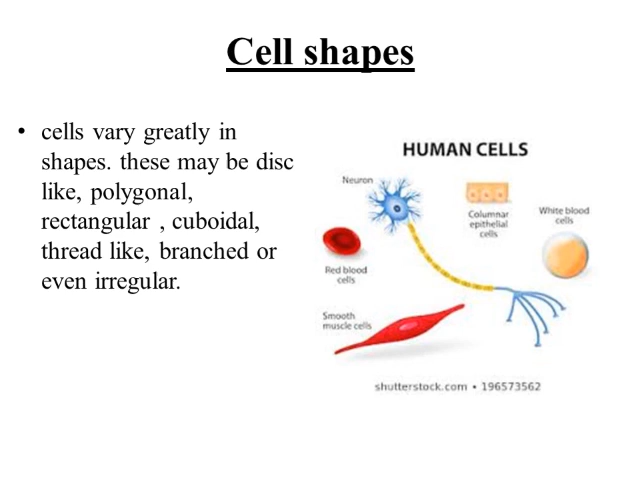 Cell shapes
• cells vary greatly in
shapes. these may be disc
like, polygonal,
rectangular , cuboidal,
thread like, branched or
even irregular.
HUMAN CELLS
Neuron
Columnar
epithelial
cells
White blood
cells
Red blood
cells
Smooth
muscle cells
shutterstock.com • 196573562